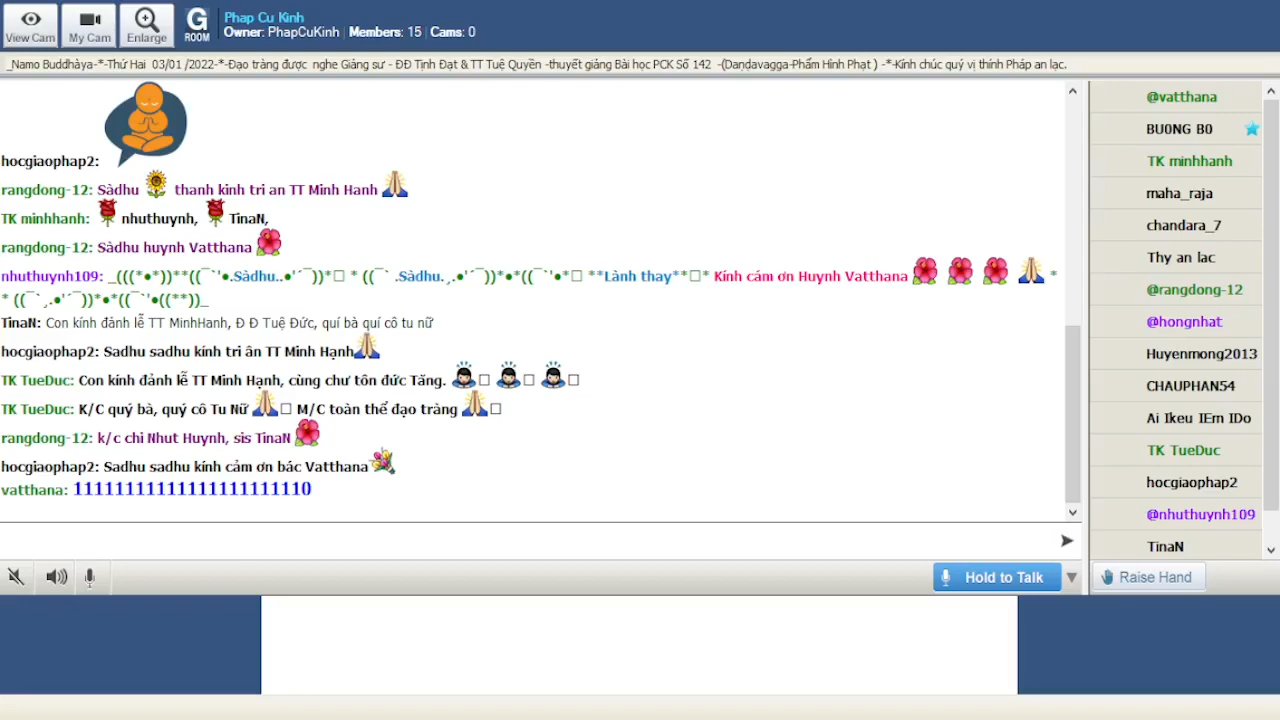 View Cam
My Cam
Enlarge
G
ROOM
Phap Cu Kinh
Owner: PhapCuKinh | Members: 15 | Cams: 0
_Namo Buddhàya-*-Thứ Hai 03/01 /2022-*-Đạo tràng được nghe Giảng sư - ĐĐ Tịnh Đạt & TT Tuệ Quyền -thuyết giảng Bài học PCK Số 142 -(Daṇḍavagga-Phẩm Hình Phạt ) -*-Kính chúc quý vị thính Pháp an lạc.
hocgiaophap2:
rangdong-12: Sàdhu thanh kinh tri an TT Minh Hanh
TK minhhanh: nhuthuynh, TinaN,
rangdong-12: Sàdhu huynh Vatthana
nhuthuynh109: _(((*•*))**((¯`'•.Sàdhu..•'´¯))*□ * ((¯` .Sàdhu.¸.•'´¯))*•*((¯`'•*□ **Lành thay**□* Kính cám ơn Huynh Vatthana *
* ((¯`¸.•'´¯))*•*((¯`'•((**))_
TinaN: Con kính đảnh lễ TT MinhHanh, Đ Đ Tuệ Đức, quí bà quí cô tu nữ
hocgiaophap2: Sadhu sadhu kính tri ân TT Minh Hạnh
TK TueDuc: Con kính đảnh lễ TT Minh Hạnh, cùng chư tôn đức Tăng. □ □ □
TK TueDuc: K/C quý bà, quý cô Tu Nữ □ M/C toàn thể đạo tràng □
rangdong-12: k/c chi Nhut Huynh, sis TinaN
hocgiaophap2: Sadhu sadhu kính cảm ơn bác Vatthana
vatthana: 11111111111111111111110
Hold to Talk
@vatthana
BU0NG B0
TK minhhanh
maha_raja
chandara_7
Thy an lac
@rangdong-12
@hongnhat
Huyenmong2013
CHAUPHAN54
Ai Ikeu IEm IDo
TK TueDuc
hocgiaophap2
@nhuthuynh109
TinaN
Raise Hand